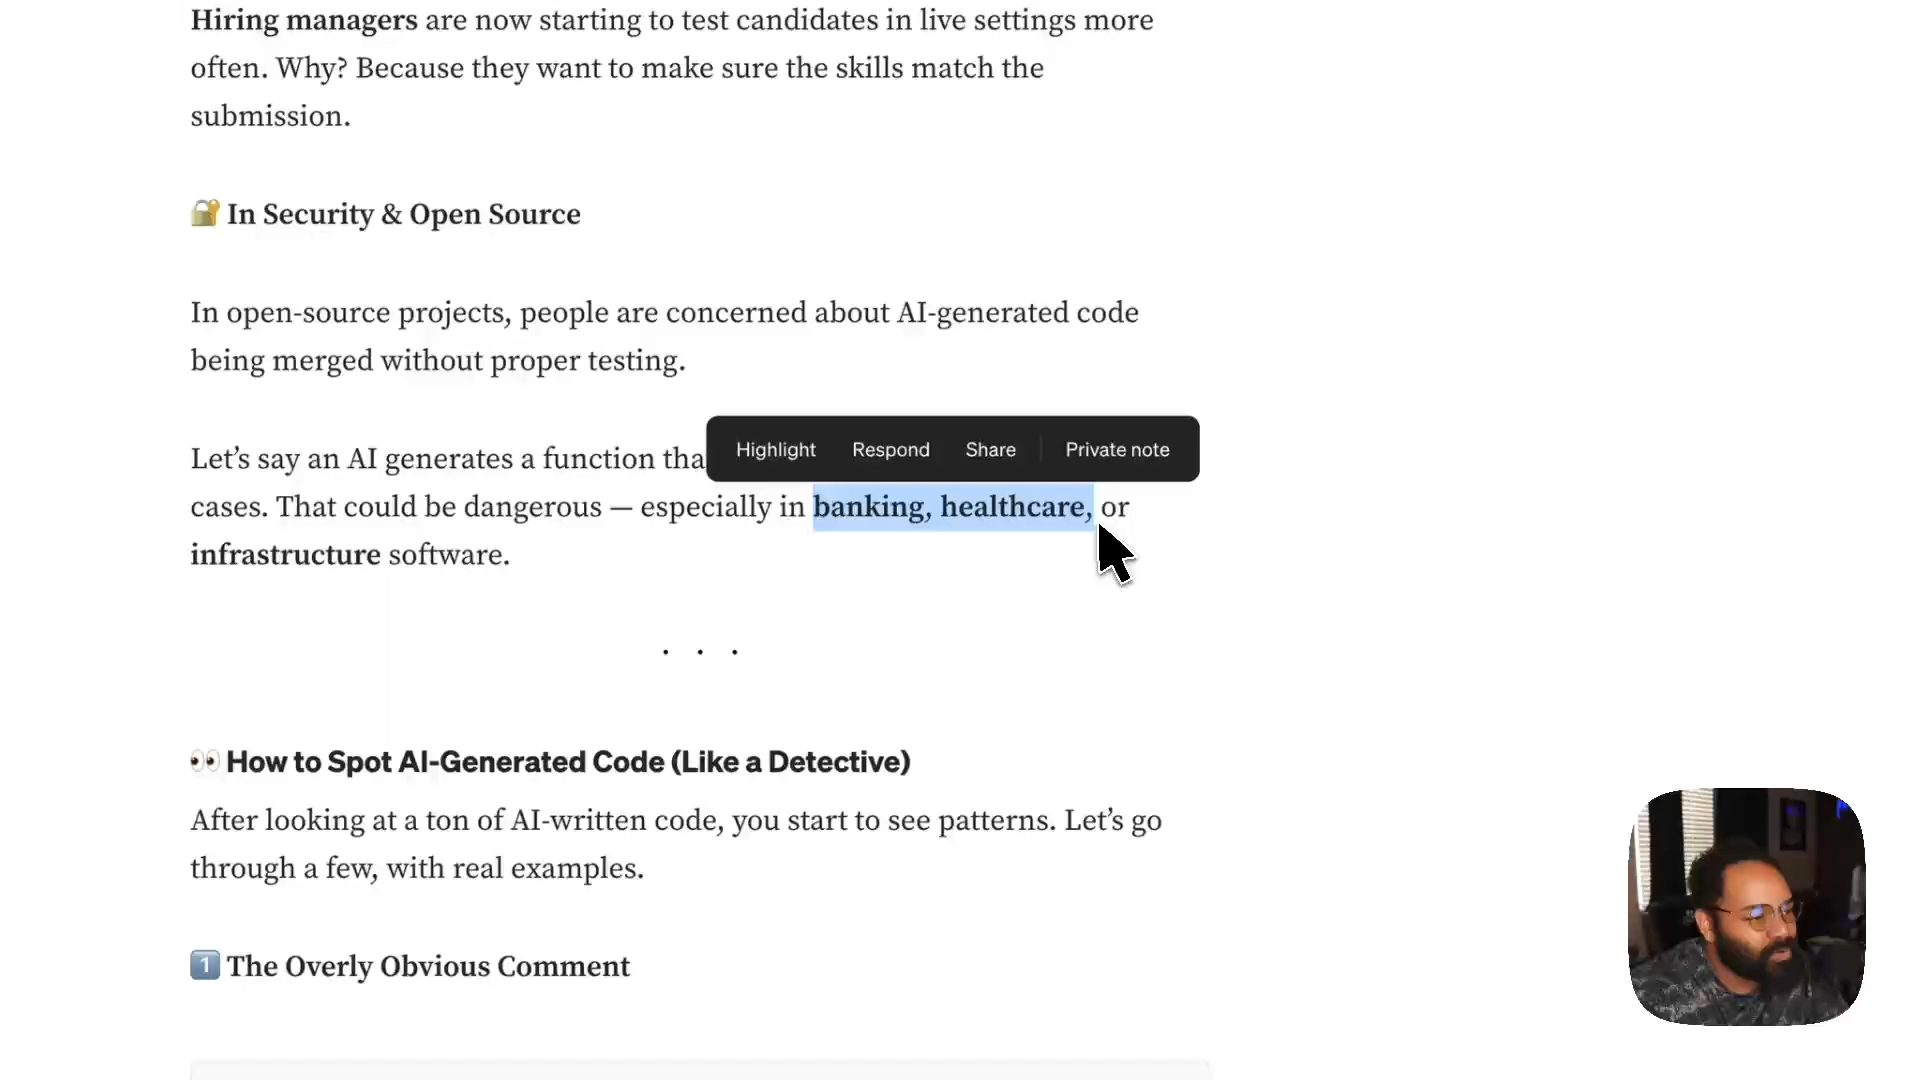 Hiring managers are now starting to test candidates in live settings more
often. Why? Because they want to make sure the skills match the
submission.
🔐 In Security & Open Source
In open-source projects, people are concerned about AI-generated code
being merged without proper testing.
Highlight Respond Share Private note
Let’s say an AI generates a function tha
cases. That could be dangerous — especially in banking, healthcare, or
infrastructure software.
. . .
👀 How to Spot AI-Generated Code (Like a Detective)
After looking at a ton of AI-written code, you start to see patterns. Let’s go
through a few, with real examples.
1️⃣ The Overly Obvious Comment